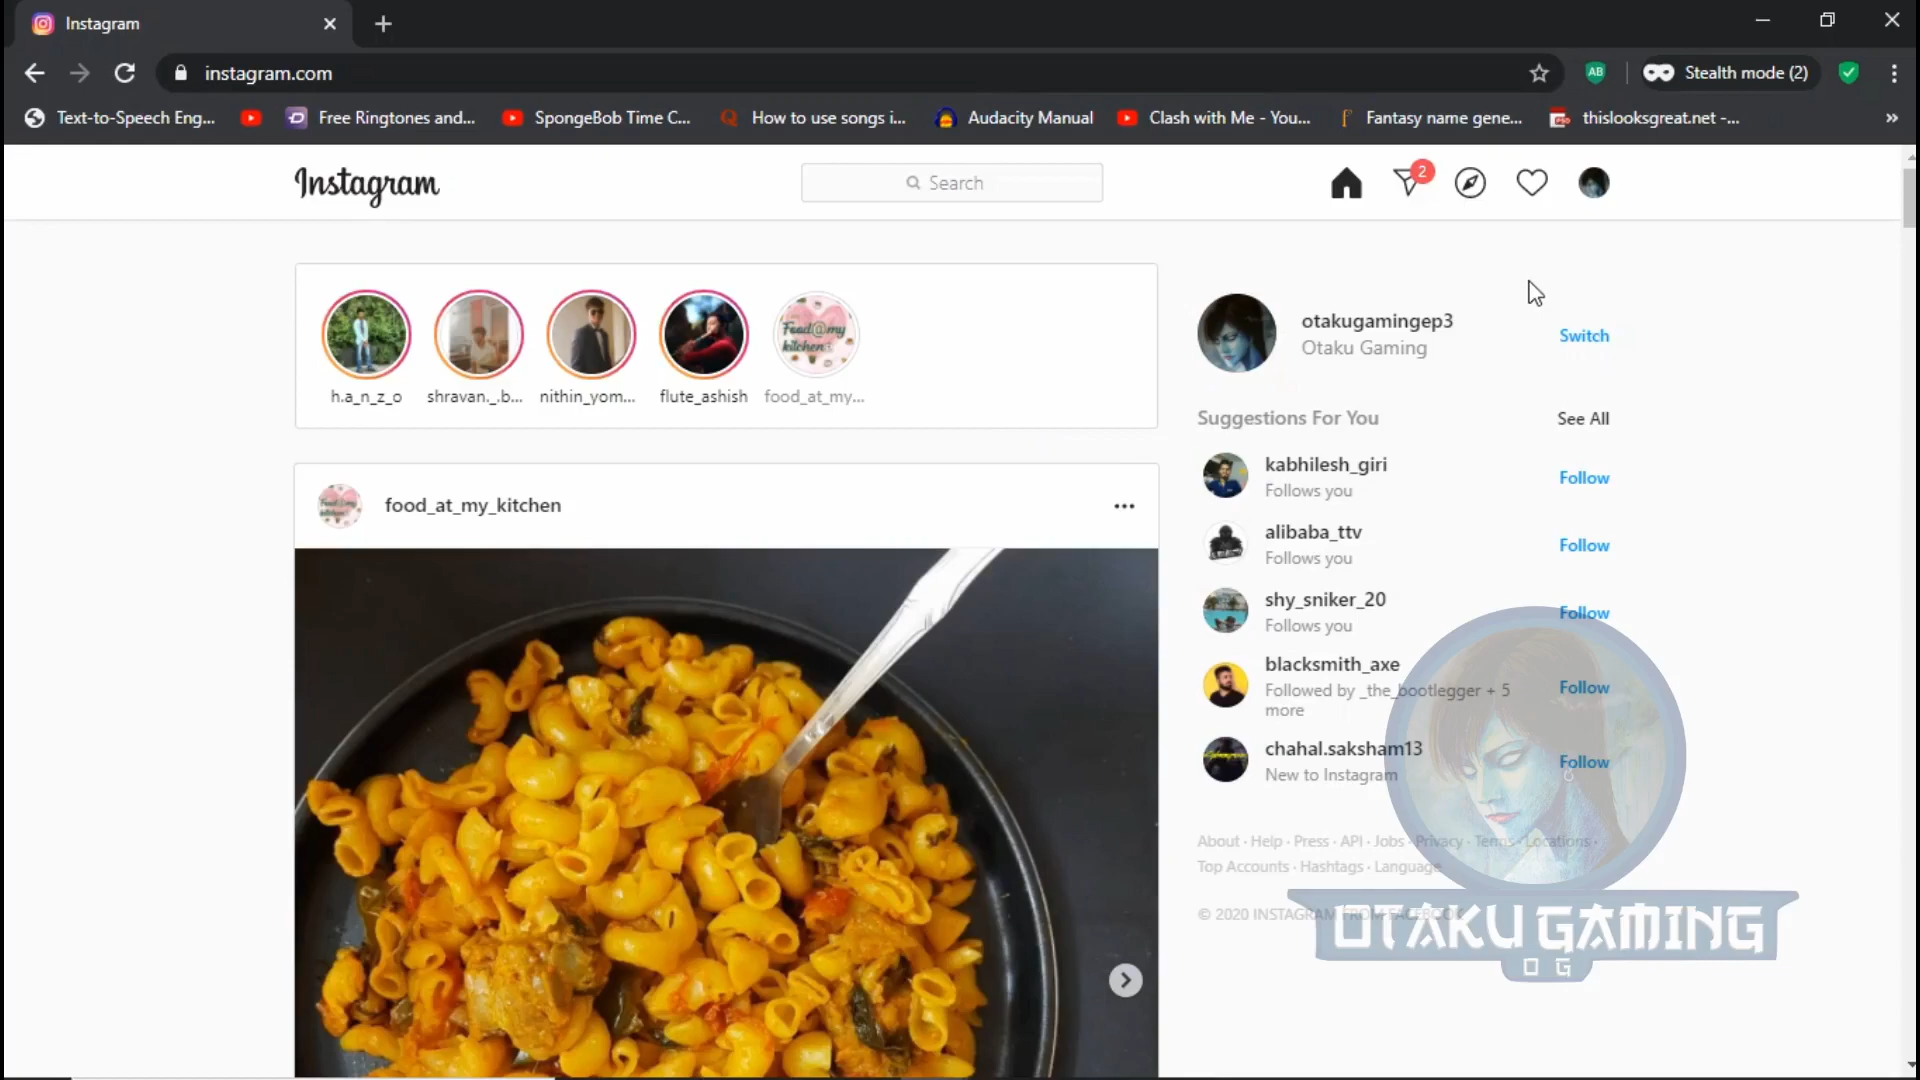 Instagram
instagram.com
AB
Stealth mode (2)
Text-to-Speech Eng...
Free Ringtones and...
SpongeBob Time C...
How to use songs i...
Audacity Manual
Clash with Me - You...
Fantasy name gene...
thislooksgreat.net -...
Instagram
Search
2
Food@my
kitchen
h.a_n_z_o
shravan._.b...
nithin_yom...
flute_ashish
food_at_my...
otakugamingep3
Otaku Gaming
Switch
Suggestions For You
See All
kabhilesh_giri
Follows you
Follow
alibaba_ttv
Follows you
Follow
shy_sniker_20
Follows you
Follow
blacksmith_axe
Followed by _the_bootlegger + 5
more
Follow
chahal.saksham13
New to Instagram
Follow
food_at_my_kitchen
About · Help · Press · API · Jobs · Privacy · Terms · Locations ·
Top Accounts · Hashtags · Language
© 2020 INSTAGRAM FROM FACEBOOK
OTAKU GAMING
O G